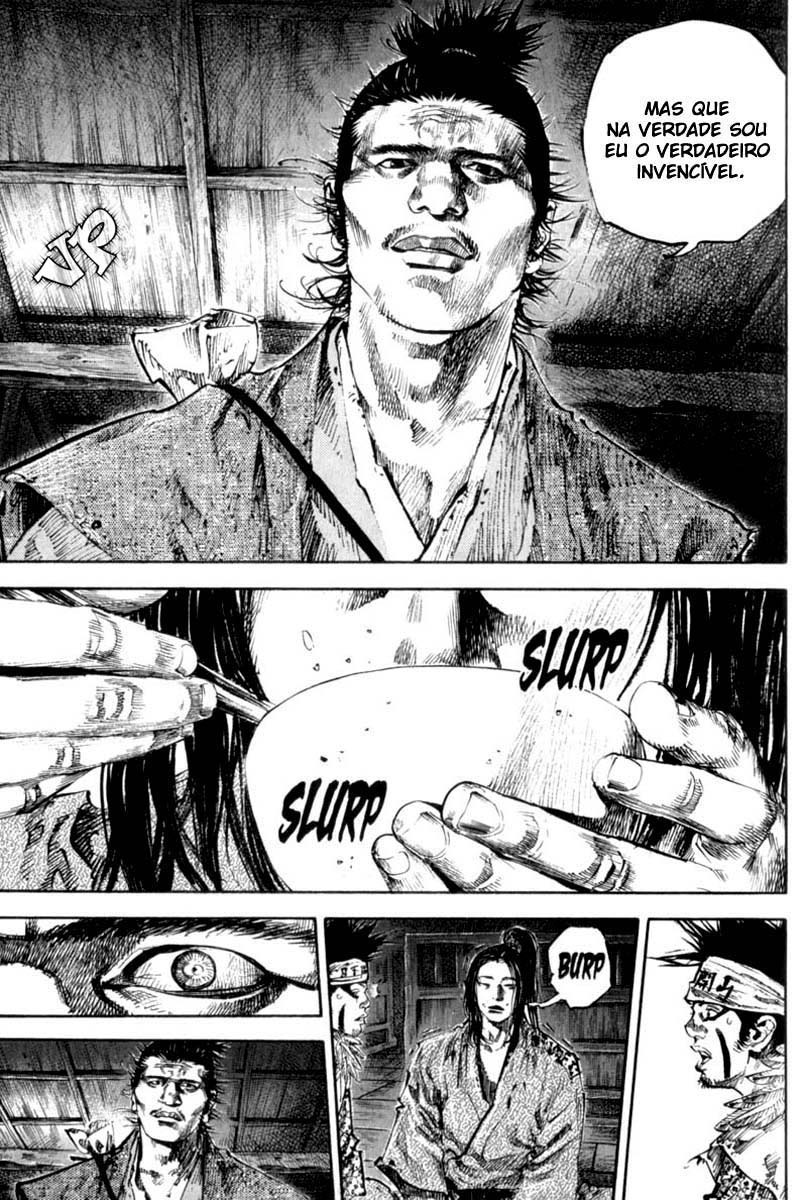 MAS QUE
NA VERDADE SOU
EU O VERDADEIRO
INVENCÍVEL.
SLURP
SLURP
BURP